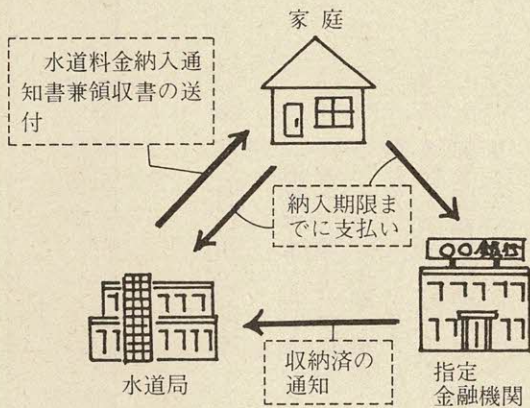 家庭
水道料金納入通
知書兼領収書の送
付
納入期限ま
でに支払い
○○銀行
収納済の
通知
水道局
指定
金融機関